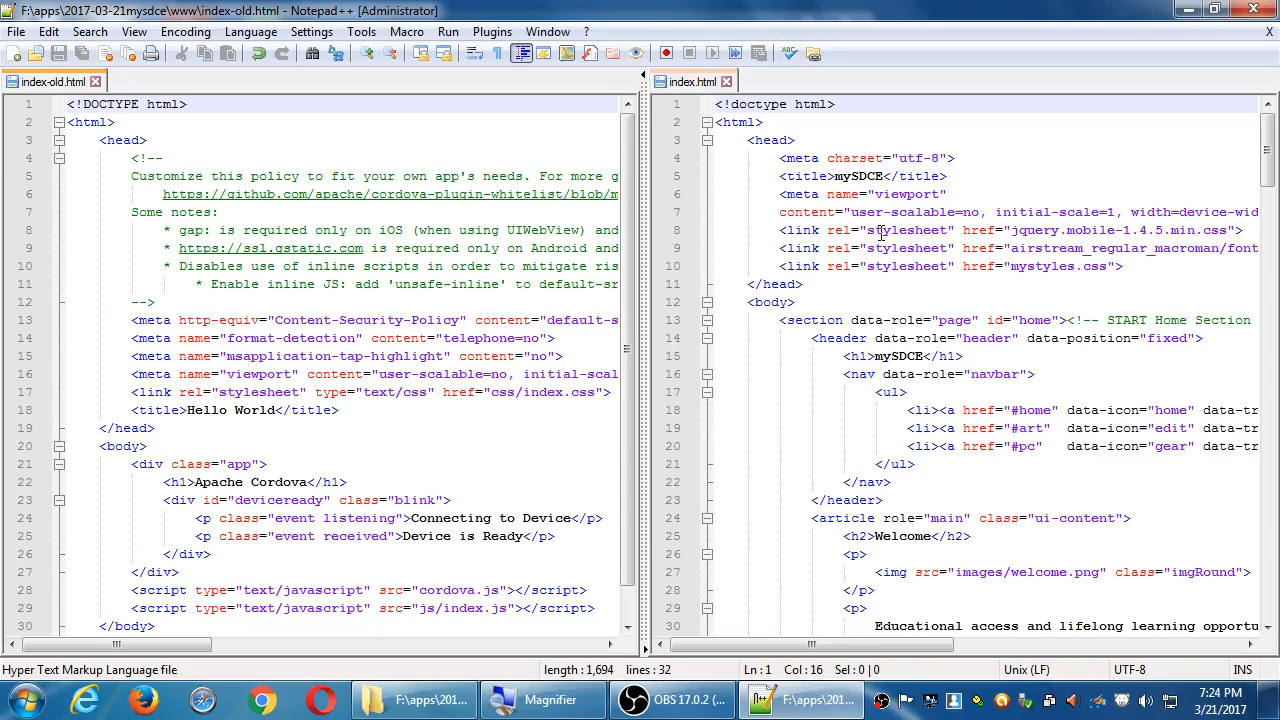 F:\apps\2017-03-21mysdce\www\index-old.html - Notepad++ [Administrator]
File Edit Search View Encoding Language Settings Tools Macro Run Plugins Window ? X
index-old.html
1 <!DOCTYPE html>
2 <html>
3 <head>
4 <!--
5 Customize this policy to fit your own app's needs. For more g
6 https://github.com/apache/cordova-plugin-whitelist/blob/m
7 Some notes:
8 * gap: is required only on iOS (when using UIWebView) and
9 * https://ssl.gstatic.com is required only on Android and
10 * Disables use of inline scripts in order to mitigate ris
11 * Enable inline JS: add 'unsafe-inline' to default-sr
12 -->
13 <meta http-equiv="Content-Security-Policy" content="default-s
14 <meta name="format-detection" content="telephone=no">
15 <meta name="msapplication-tap-highlight" content="no">
16 <meta name="viewport" content="user-scalable=no, initial-scal
17 <link rel="stylesheet" type="text/css" href="css/index.css">
18 <title>Hello World</title>
19 </head>
20 <body>
21 <div class="app">
22 <h1>Apache Cordova</h1>
23 <div id="deviceready" class="blink">
24 <p class="event listening">Connecting to Device</p>
25 <p class="event received">Device is Ready</p>
26 </div>
27 </div>
28 <script type="text/javascript" src="cordova.js"></script>
29 <script type="text/javascript" src="js/index.js"></script>
30 </body>
index.html
1 <!doctype html>
2 <html>
3 <head>
4 <meta charset="utf-8">
5 <title>mySDCE</title>
6 <meta name="viewport"
7 content="user-scalable=no, initial-scale=1, width=device-wid
8 <link rel="stylesheet" href="jquery.mobile-1.4.5.min.css">
9 <link rel="stylesheet" href="airstream_regular_macroman/font
10 <link rel="stylesheet" href="mystyles.css">
11 </head>
12 <body>
13 <section data-role="page" id="home"><!-- START Home Section
14 <header data-role="header" data-position="fixed">
15 <h1>mySDCE</h1>
16 <nav data-role="navbar">
17 <ul>
18 <li><a href="#home" data-icon="home" data-tr
19 <li><a href="#art" data-icon="edit" data-tr
20 <li><a href="#pc" data-icon="gear" data-tr
21 </ul>
22 </nav>
23 </header>
24 <article role="main" class="ui-content">
25 <h2>Welcome</h2>
26 <p>
27 <img src="images/welcome.png" class="imgRound">
28 </p>
29 <p>
30 Educational access and lifelong learning opportu
Hyper Text Markup Language file length : 1,694 lines : 32 Ln : 1 Col : 16 Sel : 0 | 0 Unix (LF) UTF-8 INS
F:\apps\201... Magnifier OBS 17.0.2 (... F:\apps\201... 7:24 PM
3/21/2017